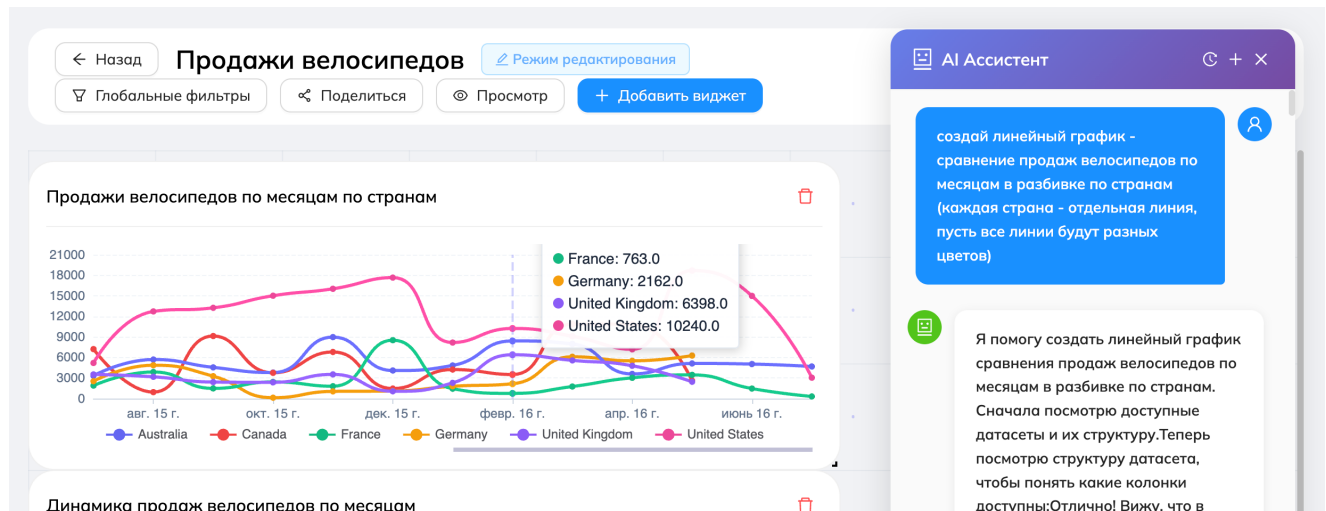 Назад
Продажи велосипедов
Режим редактирования
Глобальные фильтры
Поделиться
Просмотр
Добавить виджет
Продажи велосипедов по месяцам по странам
21000
18000
15000
12000
9000
6000
3000
0
France: 763.0
Germany: 2162.0
United Kingdom: 6398.0
United States: 10240.0
авг. 15 г.
окт. 15 г.
дек. 15 г.
февр. 16 г.
апр. 16 г.
июнь 16 г.
Australia
Canada
France
Germany
United Kingdom
United States
Динамика продаж велосипедов по месяцам
AI Ассистент
создай линейный график -
сравнение продаж велосипедов по
месяцам в разбивке по странам
(каждая страна - отдельная линия,
пусть все линии будут разных
цветов)
Я помогу создать линейный график
сравнения продаж велосипедов по
месяцам в разбивке по странам.
Сначала посмотрю доступные
датасеты и их структуру.Теперь
посмотрю структуру датасета,
чтобы понять какие колонки
доступны:Отлично! Вижу, что в